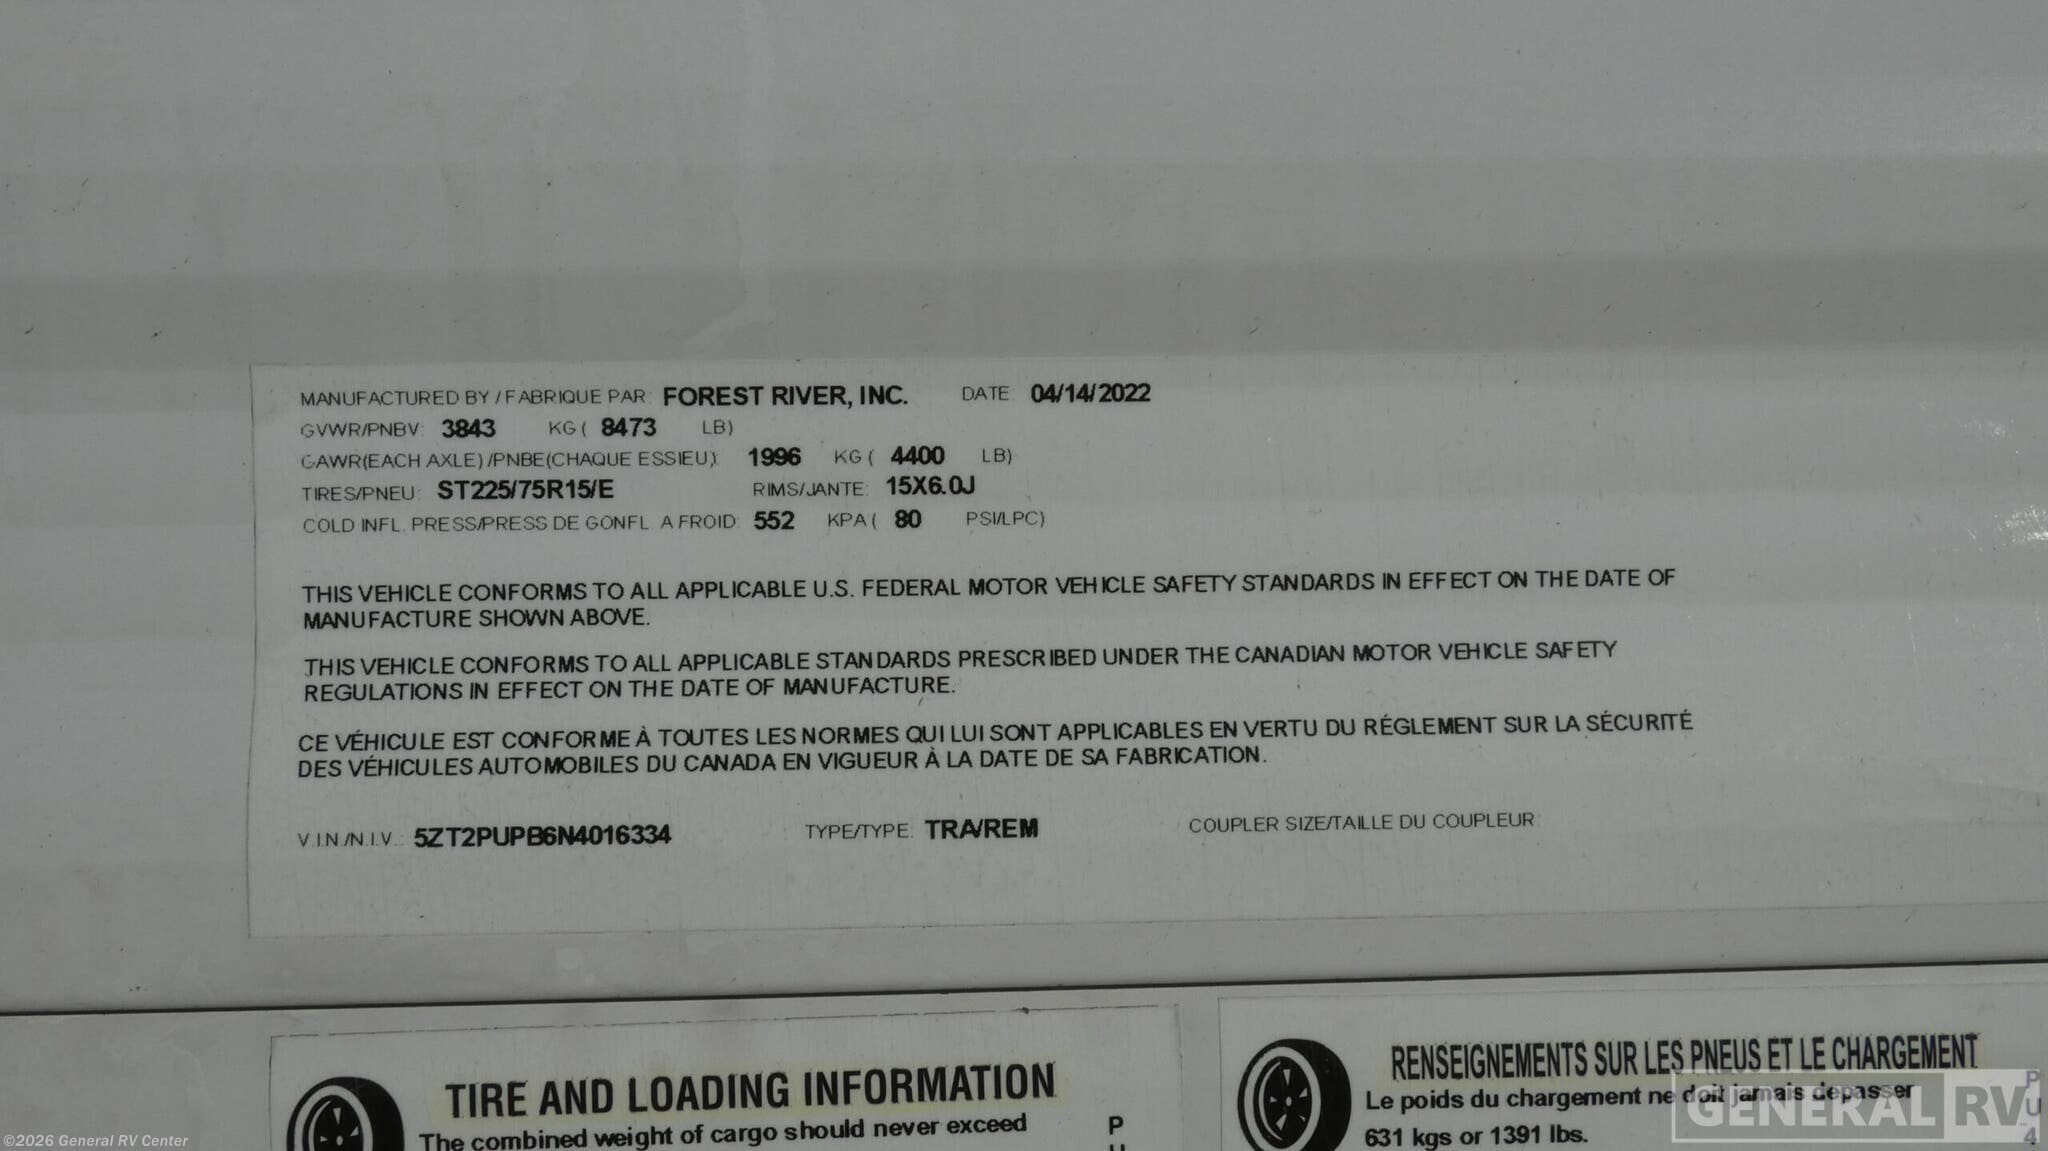 MANUFACTURED BY / FABRIQUE PAR: FOREST RIVER, INC. DATE: 04/14/2022
GVWR/PNBV: 3843 KG ( 8473 LB)
GAWR(EACH AXLE) /PNBE(CHAQUE ESSIEU): 1996 KG ( 4400 LB)
TIRES/PNEU: ST225/75R15/E RIMS/JANTE: 15X6.0J
COLD INFL. PRESS/PRESS DE GONFL. A FROID: 552 KPA ( 80 PSI/LPC)
THIS VEHICLE CONFORMS TO ALL APPLICABLE U.S. FEDERAL MOTOR VEHICLE SAFETY STANDARDS IN EFFECT ON THE DATE OF
MANUFACTURE SHOWN ABOVE.
THIS VEHICLE CONFORMS TO ALL APPLICABLE STANDARDS PRESCRIBED UNDER THE CANADIAN MOTOR VEHICLE SAFETY
REGULATIONS IN EFFECT ON THE DATE OF MANUFACTURE.
CE VÉHICULE EST CONFORME À TOUTES LES NORMES QUI LUI SONT APPLICABLES EN VERTU DU RÉGLEMENT SUR LA SÉCURITÉ
DES VÉHICULES AUTOMOBILES DU CANADA EN VIGUEUR À LA DATE DE SA FABRICATION.
V.I.N./N.I.V.: 5ZT2PUPB6N4016334 TYPE/TYPE: TRA/REM COUPLER SIZE/TAILLE DU COUPLEUR:
TIRE AND LOADING INFORMATION
The combined weight of cargo should never exceed
P
U
RENSEIGNEMENTS SUR LES PNEUS ET LE CHARGEMENT
Le poids du chargement ne doit jamais depasser
631 kgs or 1391 lbs.
P
U
-4
GENERAL RV
©2026 General RV Center